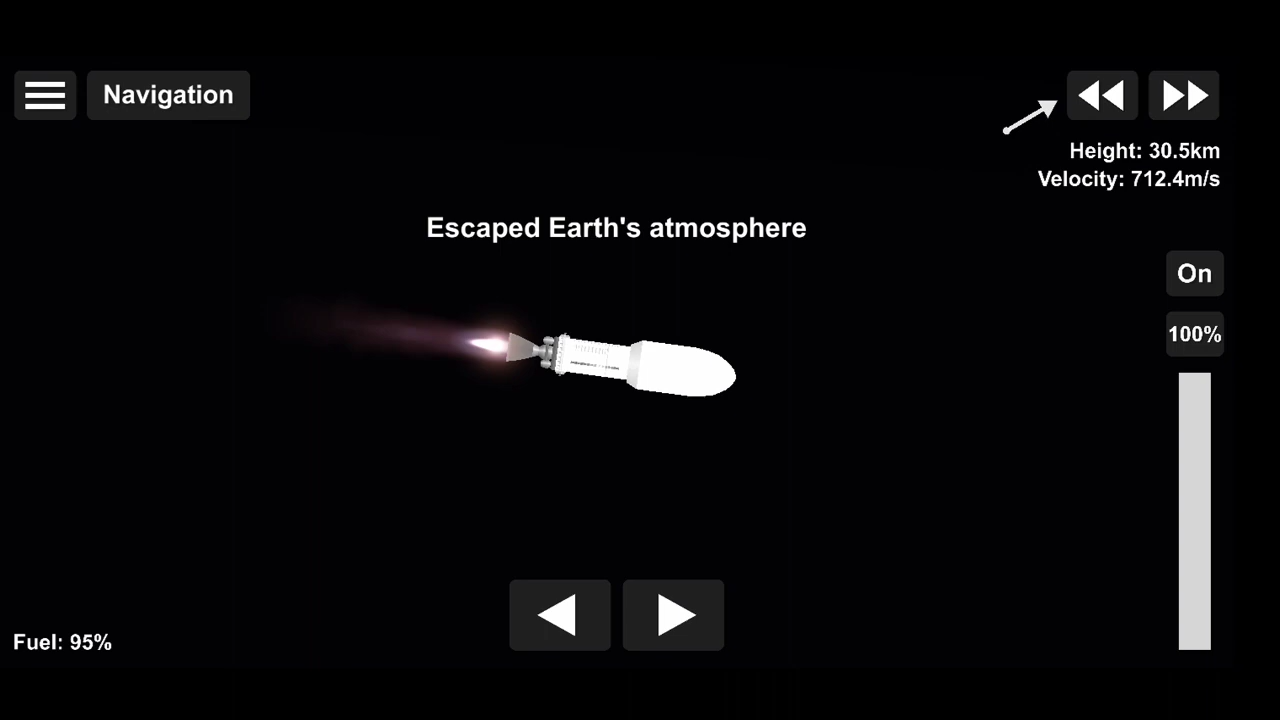 Navigation
Height: 30.5km
Velocity: 712.4m/s
Escaped Earth's atmosphere
On
100%
Fuel: 95%